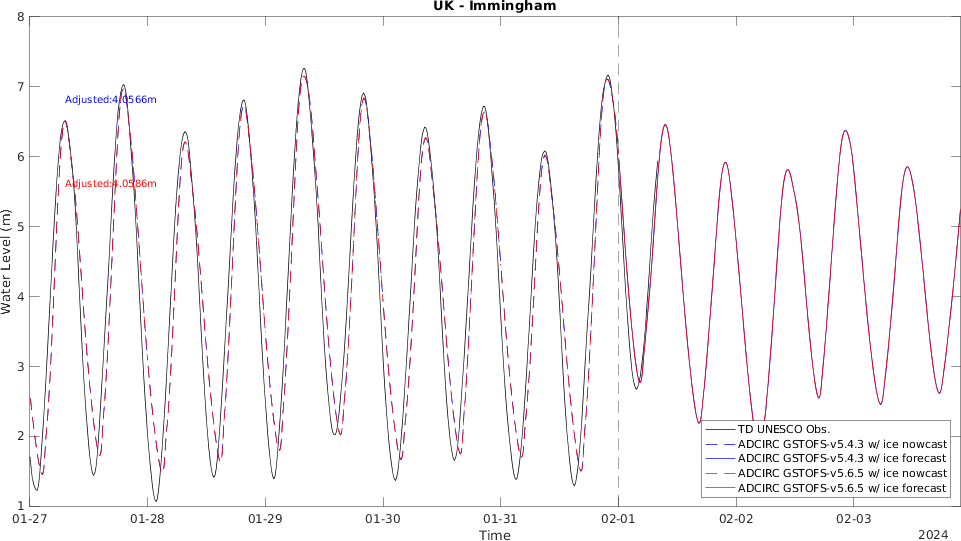 UK - Immingham
8
7
6
5
4
3
2
1
Water Level (m)
Adjusted:4.0566m
Adjusted:4.0586m
TD UNESCO Obs.
ADCIRC GSTOFS-v5.4.3 w/ ice nowcast
ADCIRC GSTOFS-v5.4.3 w/ ice forecast
ADCIRC GSTOFS-v5.6.5 w/ ice nowcast
ADCIRC GSTOFS-v5.6.5 w/ ice forecast
01-27 01-28 01-29 01-30 01-31 02-01 02-02 02-03
Time
2024